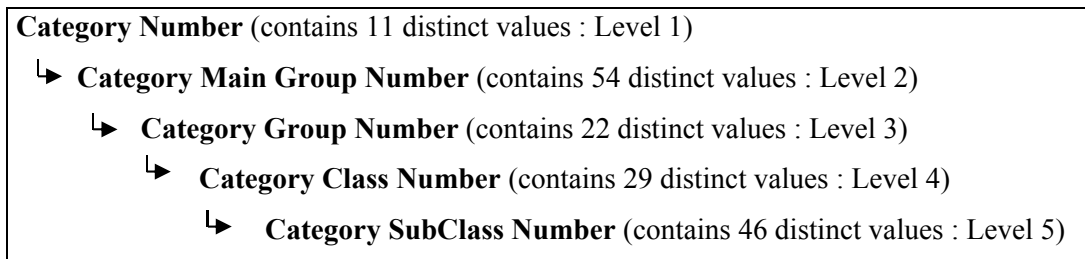 Category Number (contains 11 distinct values : Level 1)
Category Main Group Number (contains 54 distinct values : Level 2)
Category Group Number (contains 22 distinct values : Level 3)
Category Class Number (contains 29 distinct values : Level 4)
Category SubClass Number (contains 46 distinct values : Level 5)